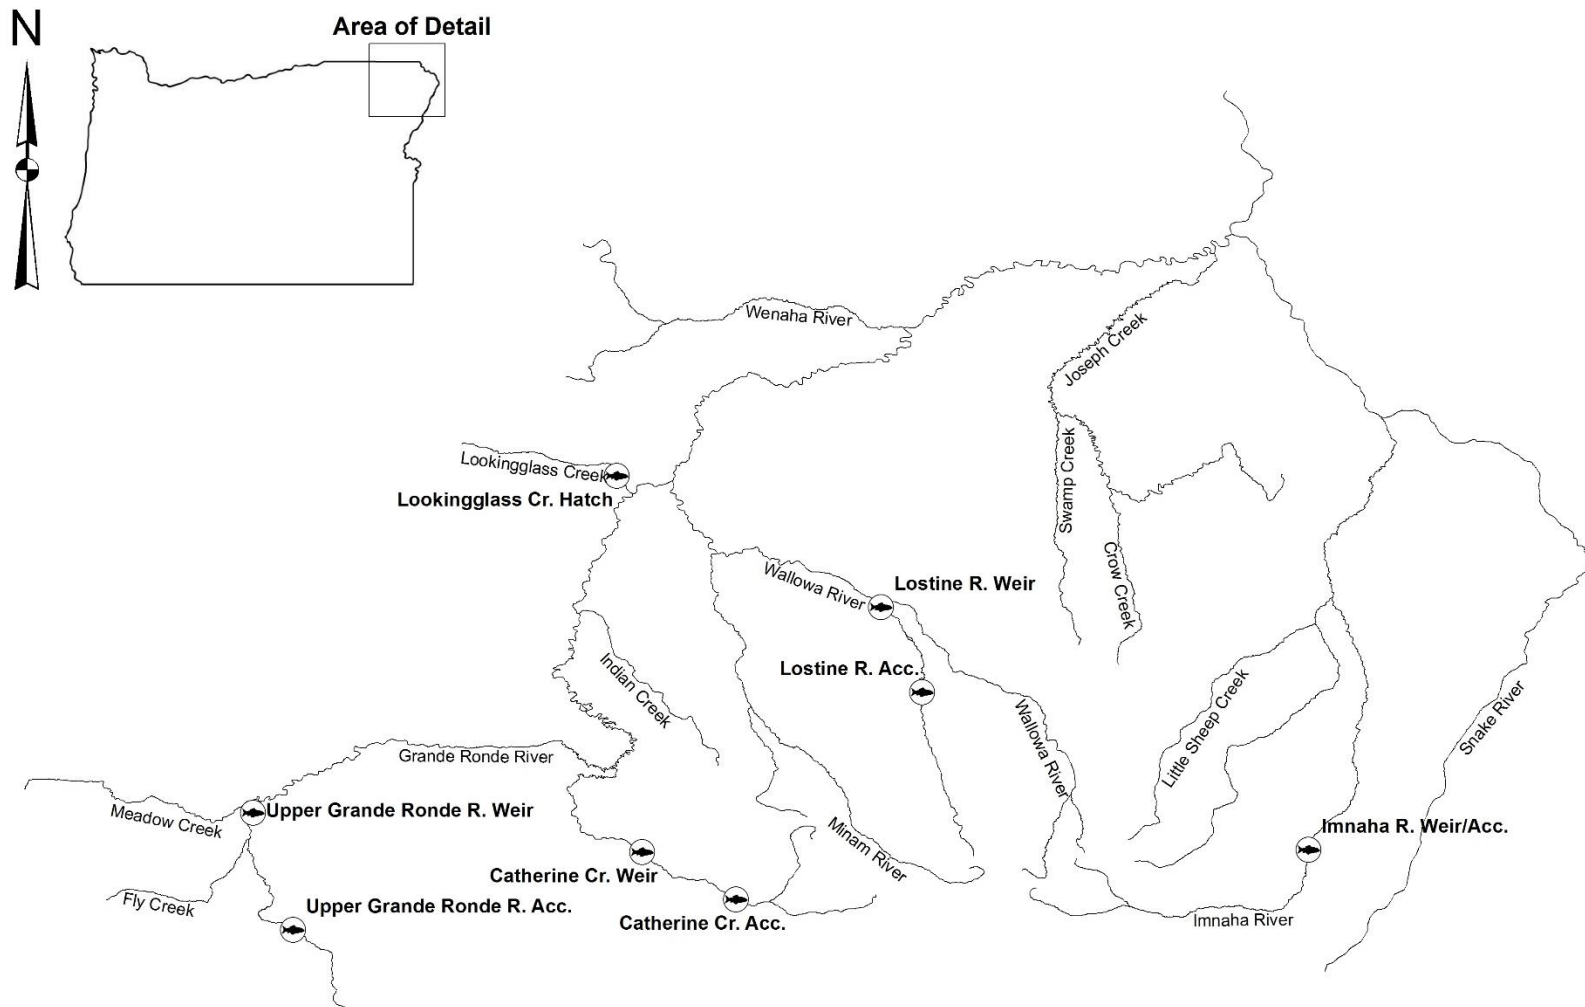 N
Area of Detail
Wenaha River
Joseph Creek
Lookingglass Creek
Lookingglass Cr. Hatch
Swamp Creek
Crow Creek
Wallowa River
Lostine R. Weir
Lostine R. Acc.
Indian Creek
Wallowa River
Little Sheep Creek
Snake River
Grande Ronde River
Meadow Creek
Upper Grande Ronde R. Weir
Minam River
Imnaha R. Weir/Acc.
Catherine Cr. Weir
Fly Creek
Upper Grande Ronde R. Acc.
Catherine Cr. Acc.
Imnaha River